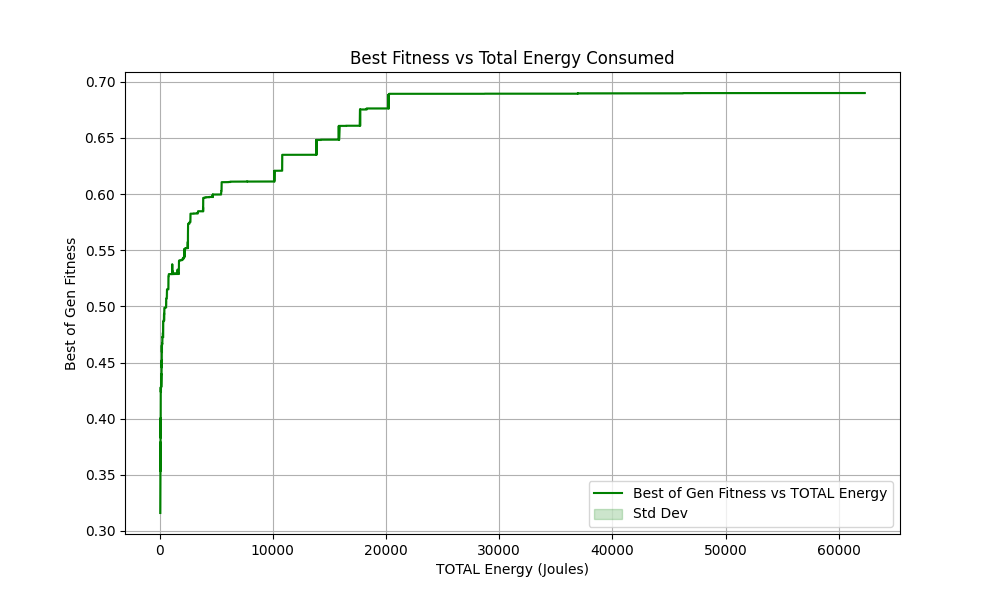 Best Fitness vs Total Energy Consumed
Best of Gen Fitness
0.70
0.65
0.60
0.55
0.50
0.45
0.40
0.35
0.30
Best of Gen Fitness vs TOTAL Energy
Std Dev
0 10000 20000 30000 40000 50000 60000
TOTAL Energy (Joules)